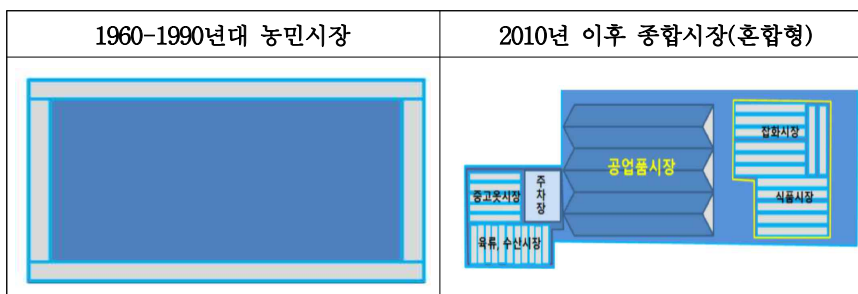 1960-1990년대 농민시장
2010년 이후 종합시장(혼합형)
잡화시장
공업품시장
주차장
중고옷시장
식품시장
육류, 수산시장